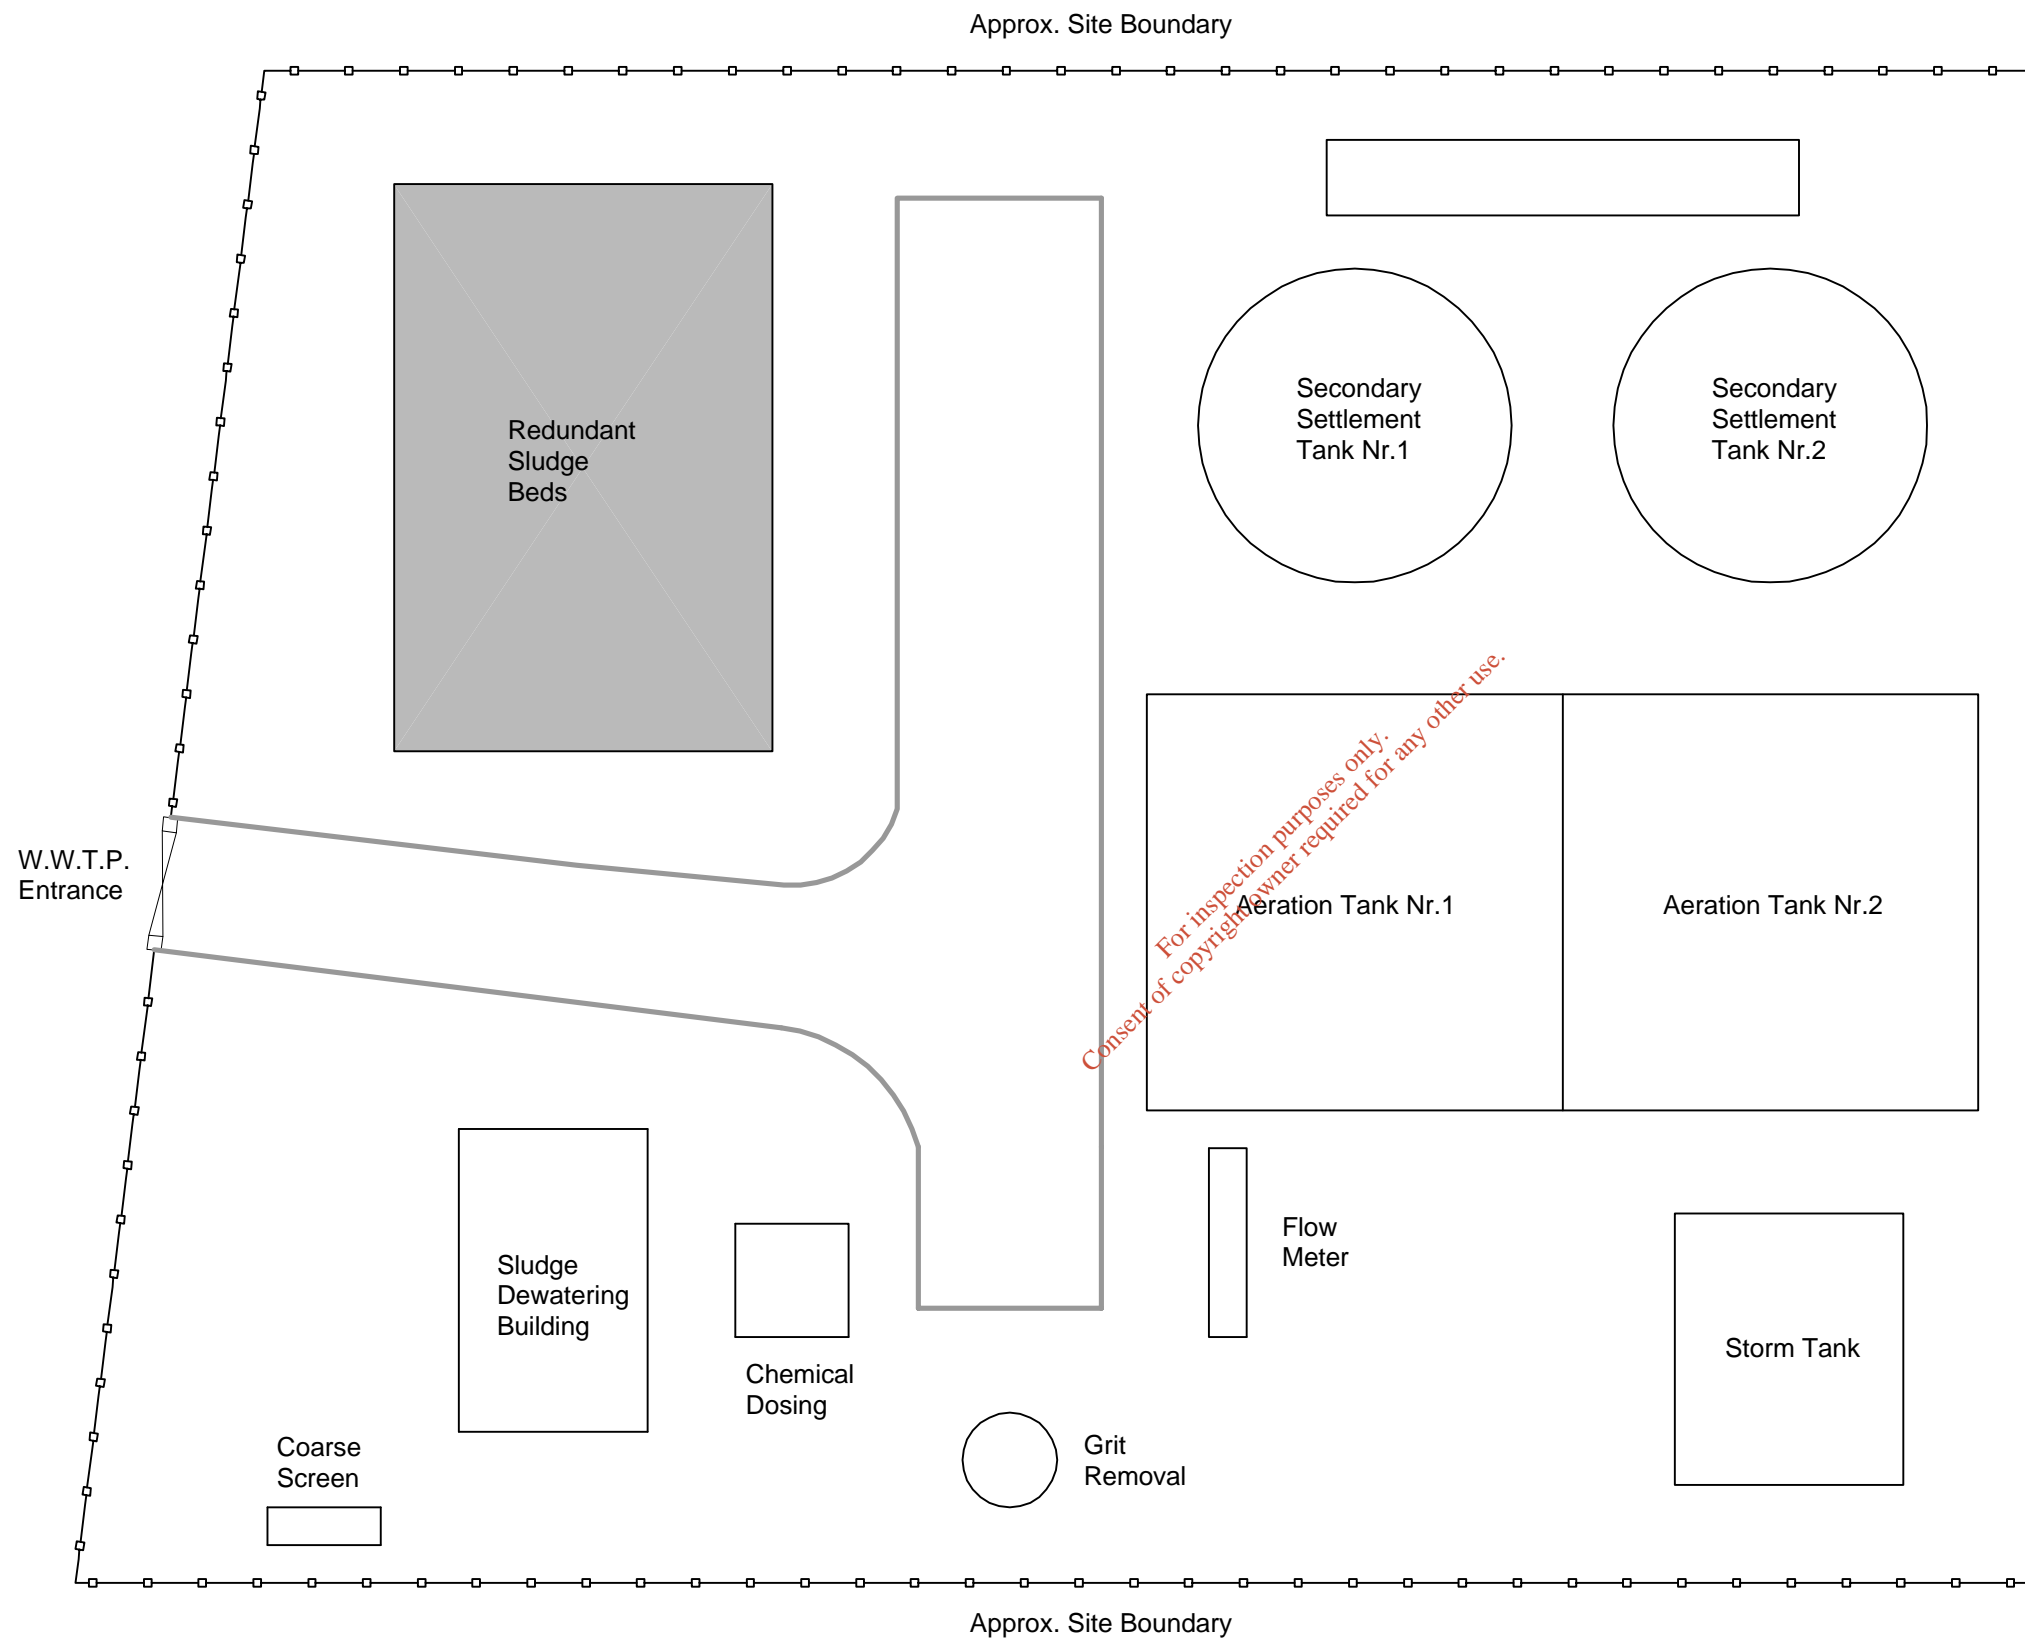 Approx. Site Boundary
Secondary
Settlement
Tank Nr.1
Secondary
Settlement
Tank Nr.2
Redundant
Sludge
Beds
W.W.T.P.
Entrance
For inspection purposes only.
Consent of copyright owner required for any other use.
Aeration Tank Nr.1
Aeration Tank Nr.2
Flow
Meter
Sludge
Dewatering
Building
Storm Tank
Chemical
Dosing
Coarse
Screen
Grit
Removal
Approx. Site Boundary